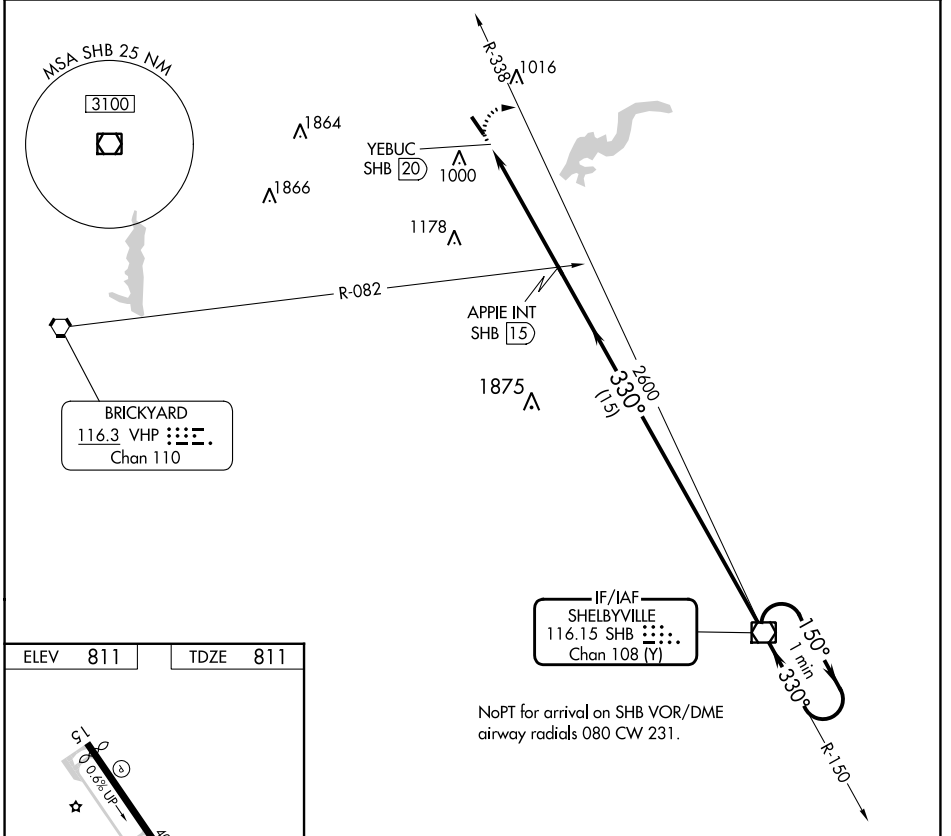 MSA SHB 25 NM
3100
R-338
1016
1864
YEBUC
SHB 20
1000
1866
1178
R-082
APPIE INT
SHB 15
1875
2600
330°
(15)
BRICKYARD
116.3 VHP
Chan 110
IF/IAF
SHELBYVILLE
116.15 SHB
Chan 108 (Y)
150°
1 min
330°
R-150
NoPT for arrival on SHB VOR/DME
airway radials 080 CW 231.
ELEV 811
TDZE 811
15
P
0.6% UP